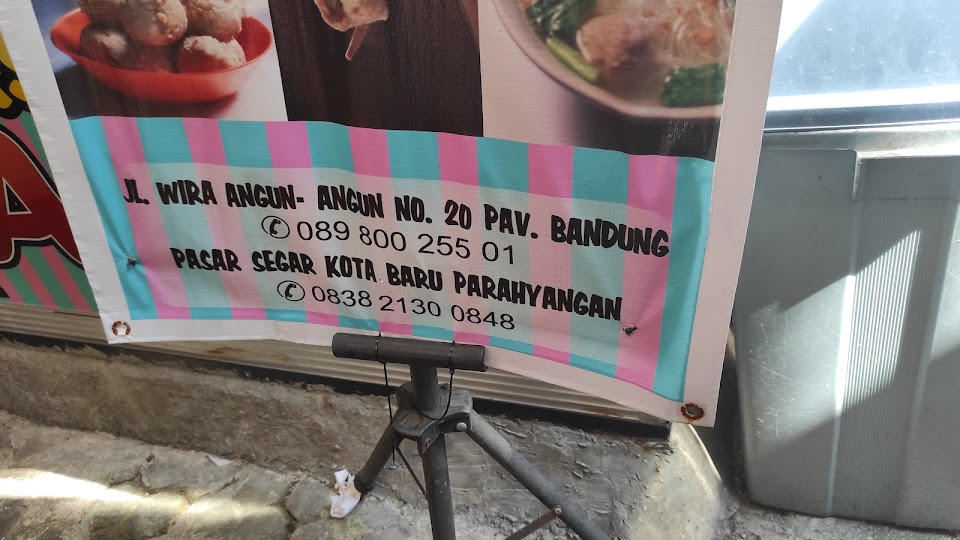 JL. WIRA ANGUN- ANGUN NO. 20 PAV. BANDUNG
✆ 089 800 255 01
PASAR SEGAR KOTA BARU PARAHYANGAN
✆ 0838 2130 0848